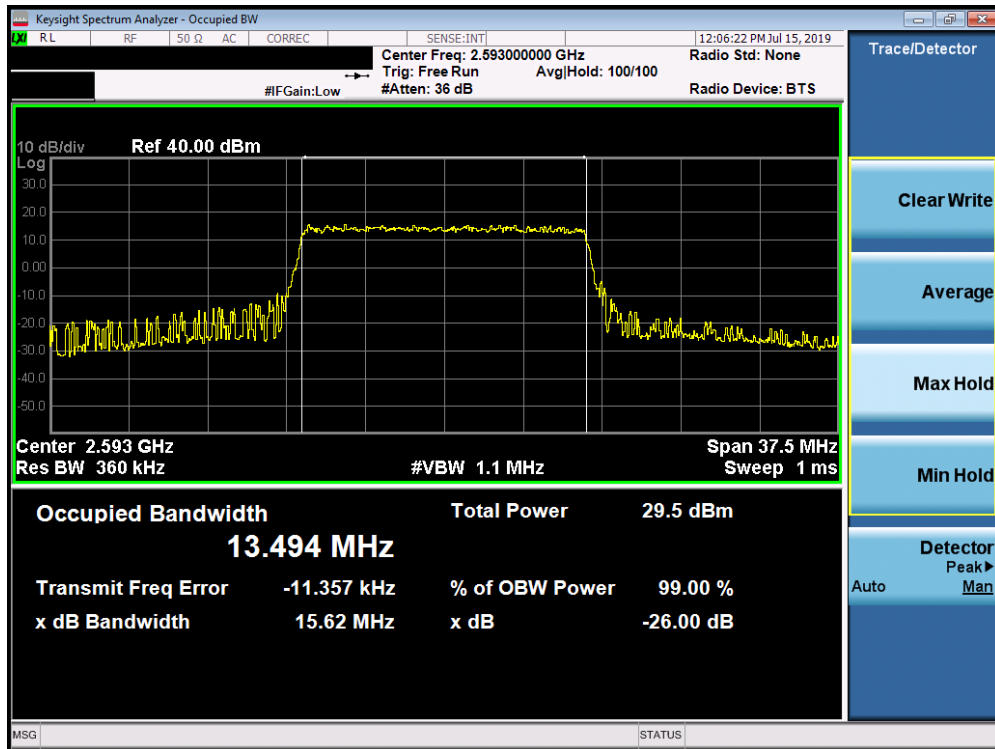 Keysight Spectrum Analyzer - Occupied BW
LXI RL RF 50 Ω AC CORREC SENSE:INT 12:06:22 PM Jul 15, 2019
Center Freq: 2.593000000 GHz Radio Std: None
Trig: Free Run Avg|Hold: 100/100
#IFGain:Low #Atten: 36 dB Radio Device: BTS
10 dB/div Ref 40.00 dBm
Log
30.0
20.0
10.0
0.00
-10.0
-20.0
-30.0
-40.0
-50.0
Center 2.593 GHz Span 37.5 MHz
Res BW 360 kHz #VBW 1.1 MHz Sweep 1 ms
Occupied Bandwidth Total Power 29.5 dBm
13.494 MHz
Transmit Freq Error -11.357 kHz % of OBW Power 99.00 %
x dB Bandwidth 15.62 MHz x dB -26.00 dB
Trace/Detector
Clear Write
Average
Max Hold
Min Hold
Detector
Peak▶
Auto Man
MSG STATUS